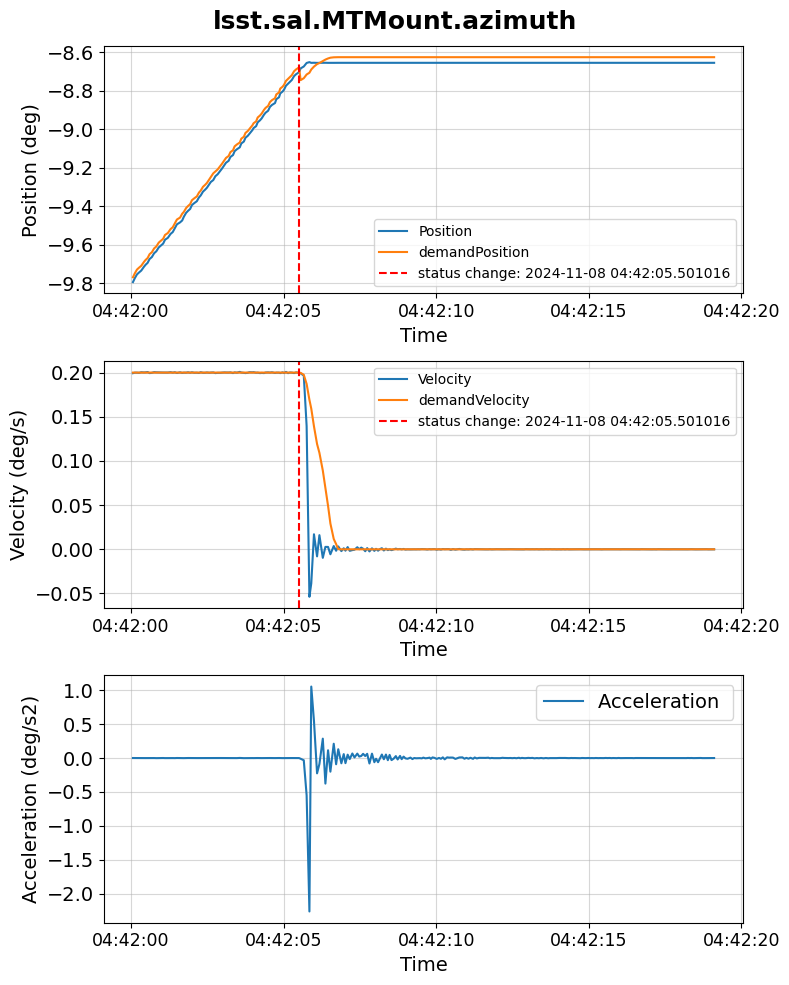 lsst.sal.MTMount.azimuth
−8.6
−8.8
−9.0
−9.2
−9.4
−9.6
−9.8
Position (deg)
Position
demandPosition
status change: 2024-11-08 04:42:05.501016
04:42:00 04:42:05 04:42:10 04:42:15 04:42:20
Time
0.20
0.15
0.10
0.05
0.00
−0.05
Velocity (deg/s)
Velocity
demandVelocity
status change: 2024-11-08 04:42:05.501016
04:42:00 04:42:05 04:42:10 04:42:15 04:42:20
Time
1.0
0.5
0.0
−0.5
−1.0
−1.5
−2.0
Acceleration (deg/s2)
Acceleration
04:42:00 04:42:05 04:42:10 04:42:15 04:42:20
Time